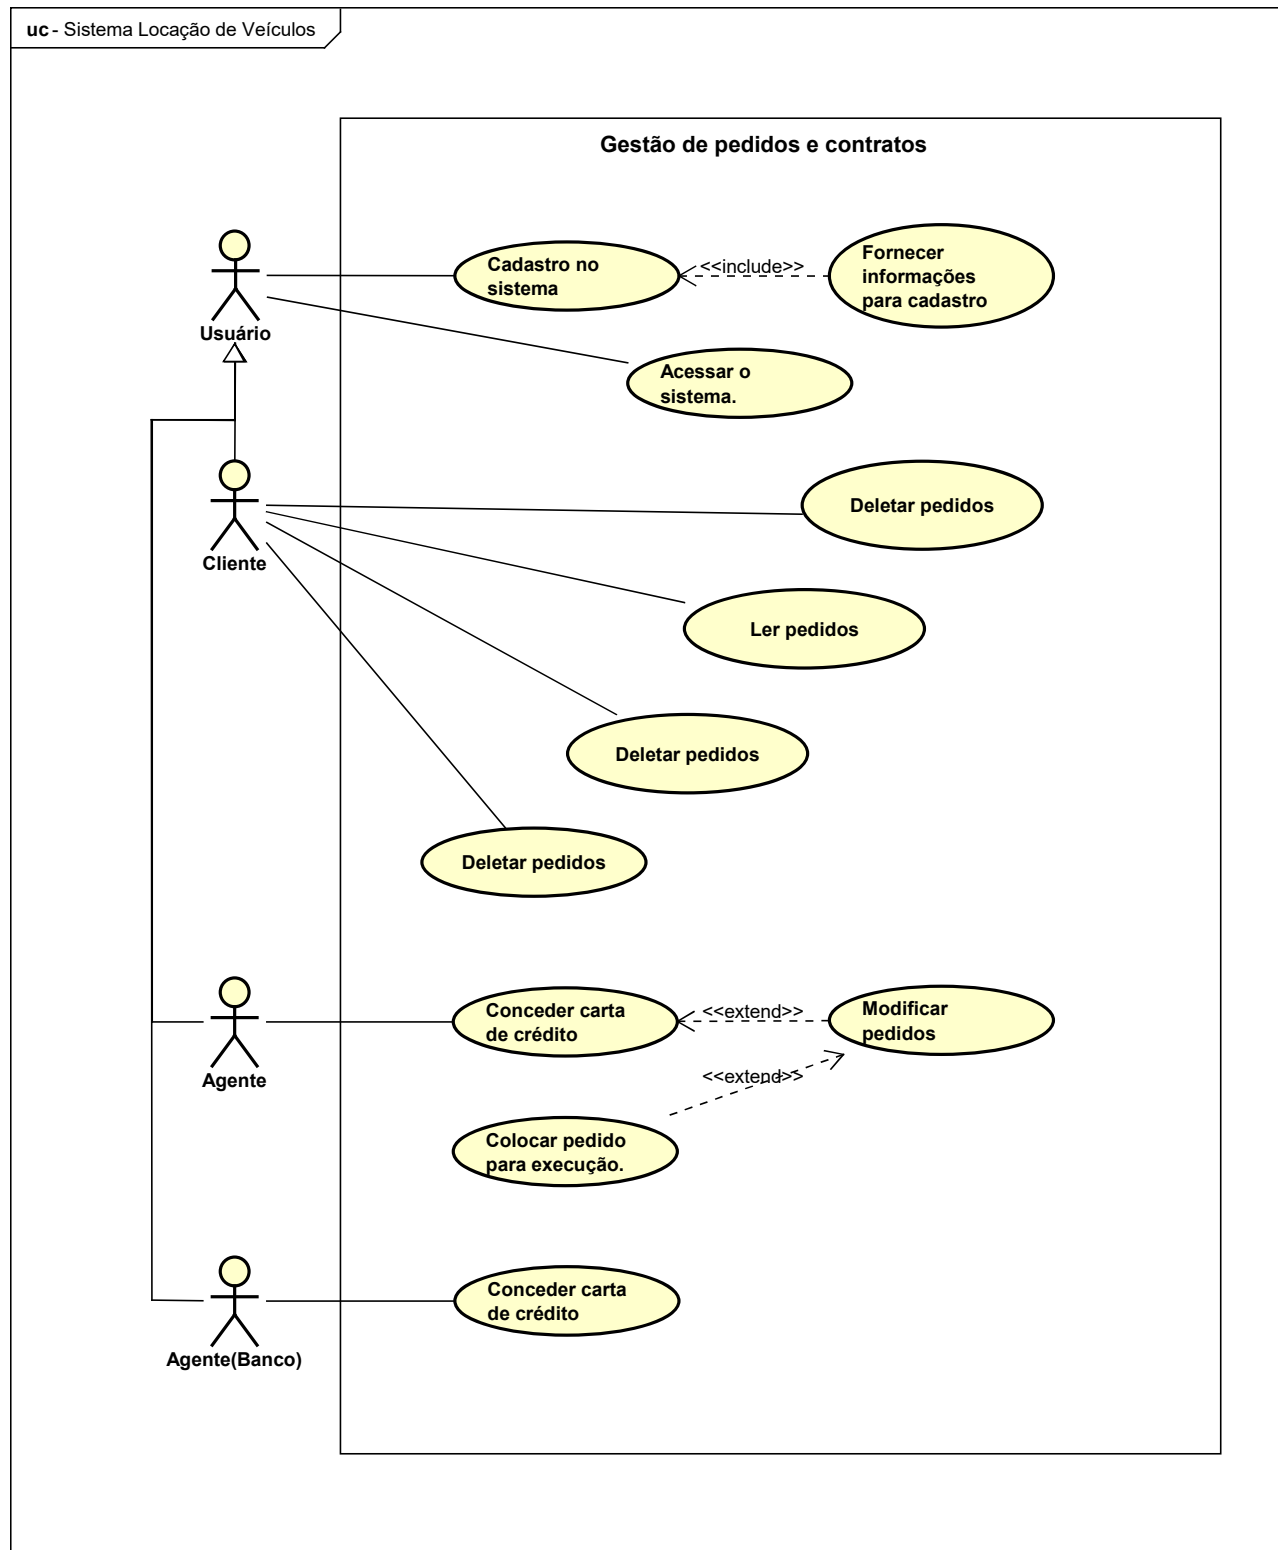 uc - Sistema Locação de Veículos
Gestão de pedidos e contratos
Cadastro no
sistema
<<include>>
Fornecer
informações
para cadastro
Usuário
Acessar o
sistema.
Deletar pedidos
Cliente
Ler pedidos
Deletar pedidos
Deletar pedidos
Conceder carta
de crédito
<<extend>>
Modificar
pedidos
Agente
<<extend>>
Colocar pedido
para execução.
Conceder carta
de crédito
Agente(Banco)